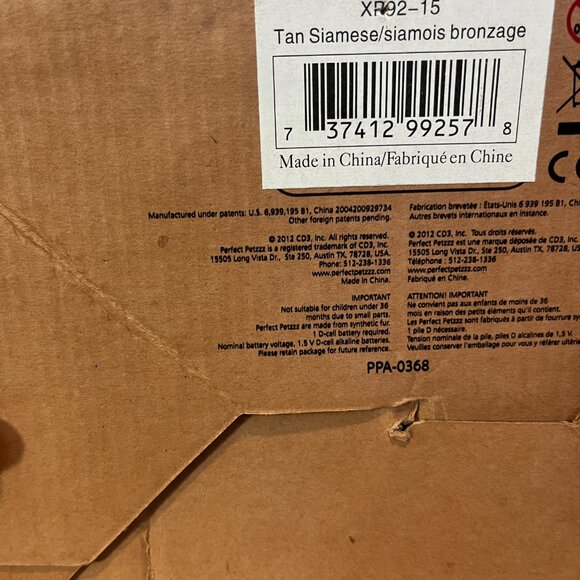 XP92-15
Tan Siamese/siamois bronzage
7 37412 99257 8
Made in China/Fabriqué en Chine
Manufactured under patents: U.S. 6,939,195 B1, China 2004200929734
Other foreign patents pending.
© 2012 CD3, Inc. All rights reserved.
Perfect Petzzz is a registered trademark of CD3, Inc.
15505 Long Vista Dr., Ste 250, Austin TX, 78728, USA.
Phone: 512-238-1336
www.perfectpetzzz.com
Made in China.
IMPORTANT
Not suitable for children under 36
months due to small parts.
Perfect Petzzz are made from synthetic fur.
1 D-cell battery required.
Nominal battery voltage, 1.5 V D-cell alkaline batteries.
Please retain package for future reference.
Fabrication brevetée : États-Unis 6 939 195 B1,
Autres brevets internationaux en instance.
© 2012 CD3, Inc. Tous droits réservés.
Perfect Petzzz est une marque déposée de CD3, In
15505 Long Vista Dr., Ste 250, Austin TX, 78728,
Téléphone : 512-238-1336
www.perfectpetzzz.com
Fabriqué en Chine.
ATTENTION! IMPORTANT
Ne convient pas aux enfants de moins de 36
mois en raison des petits éléments qu'il contient.
Les Perfect Petzzz sont fabriqués à partir de fourrure sy
1 pile D nécessaire.
Tension nominale de la pile, piles D alcalines de 1,5 V.
Veuillez conserver l'emballage pour vous y référer ultérie
PPA-0368